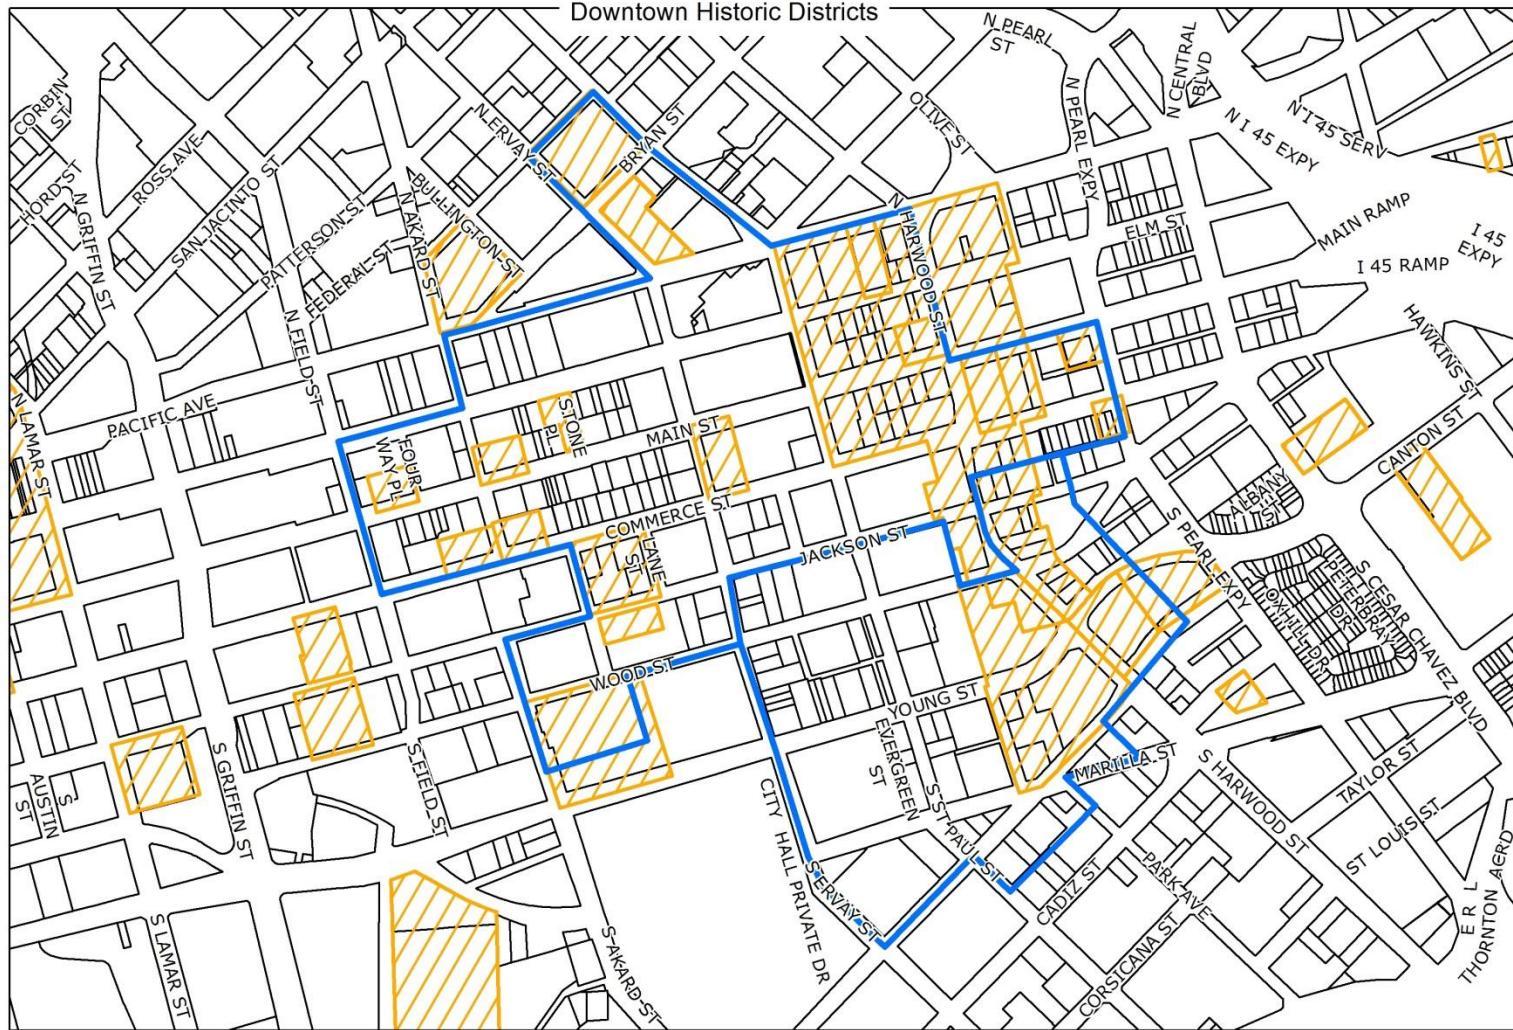 Downtown Historic Districts
N PEARL
ST
N CENTRAL
BLVD
CORBIN
ST
N ERVAY ST
BRYAN ST
OLIVE ST
N PEARL EXPY
N I 45 EXPY
N I 45 SERV
HORD ST
N GRIFFIN ST
ROSS AVE
SAN JACINTO ST
PATTERSON ST
FEDERAL ST
N AKARD ST
BULLINGTON ST
N HARWOOD ST
ELM ST
MAIN RAMP
I 45
EXPY
I 45 RAMP
N FIELD ST
HAWKINS ST
N LAMAR ST
PACIFIC AVE
FOUR
WAY PL
STONE
PL
MAIN ST
CANTON ST
COMMERCE ST
LANE
ST
JACKSON ST
ALBANY
ST
S PEARL EXPY
S CESAR CHAVEZ BLVD
PETERBRAY
DR
FOXHILL DR
WOOD ST
YOUNG ST
EVERGREEN
ST
S ST PAUL ST
MARILLA ST
S HARWOOD ST
TAYLOR ST
ST LOUIS ST
S
AUSTIN
ST
S GRIFFIN ST
S FIELD ST
CITY HALL PRIVATE DR
S ERVAY ST
CADIZ ST
PARK AVE
CORSICANA ST
S LAMAR ST
S AKARD ST
E R L
THORNTON